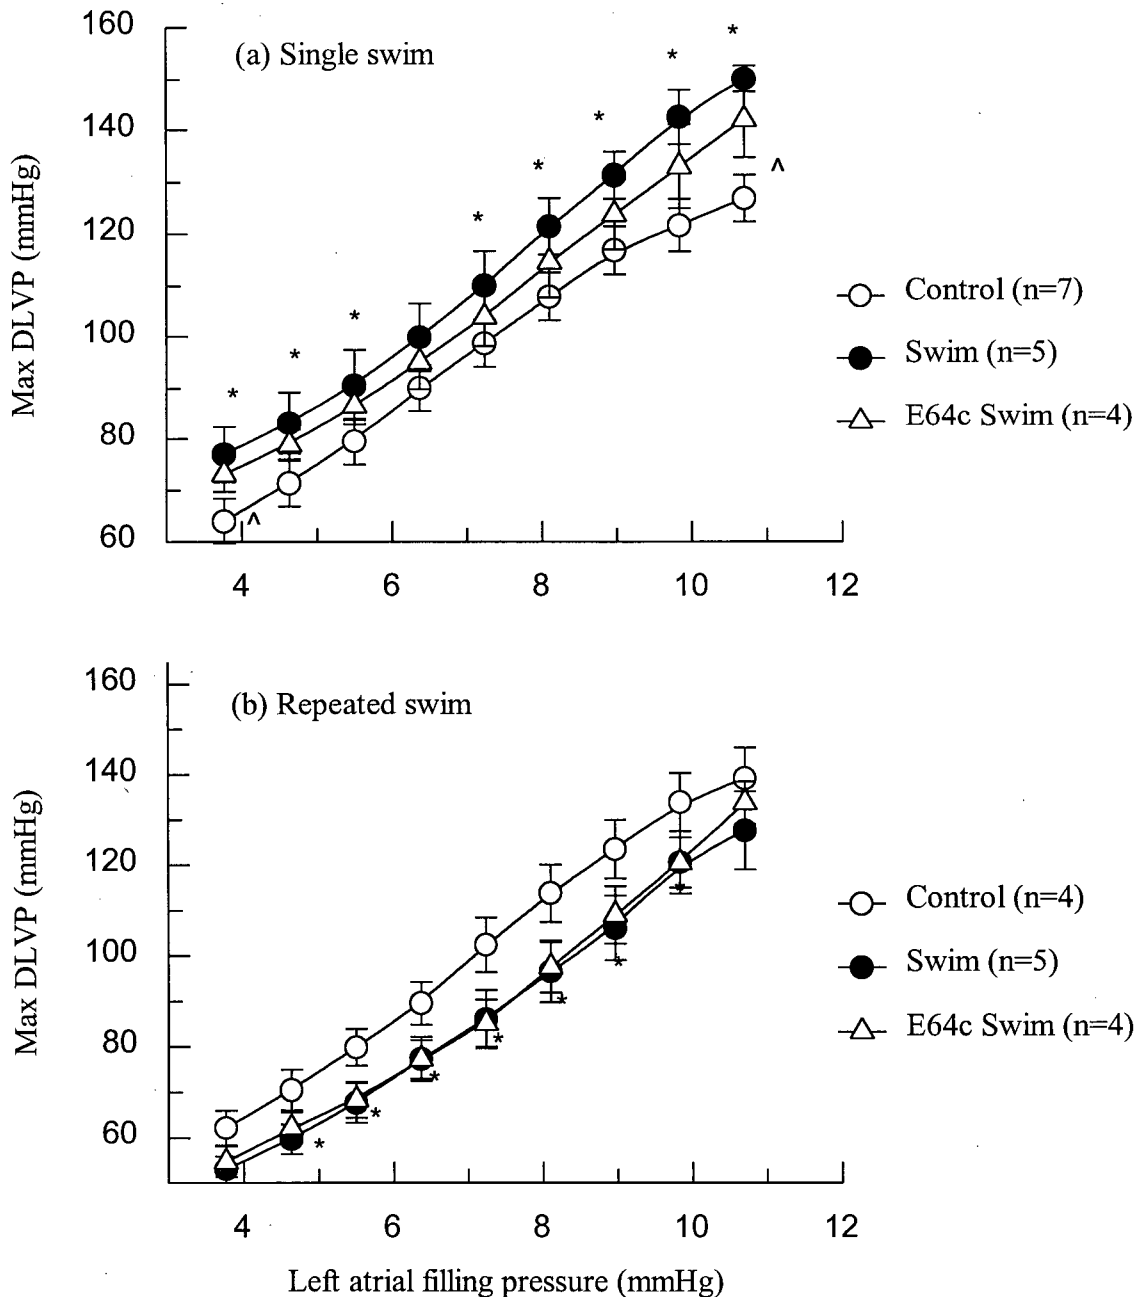 160
(a) Single swim
140
120
100
80
60
Max DLVP (mmHg)
* * * * * * * * *
^ ^
4 6 8 10 12
Control (n=7)
Swim (n=5)
E64c Swim (n=4)
160
(b) Repeated swim
140
120
100
80
60
Max DLVP (mmHg)
* * * * * * *
4 6 8 10 12
Left atrial filling pressure (mmHg)
Control (n=4)
Swim (n=5)
E64c Swim (n=4)